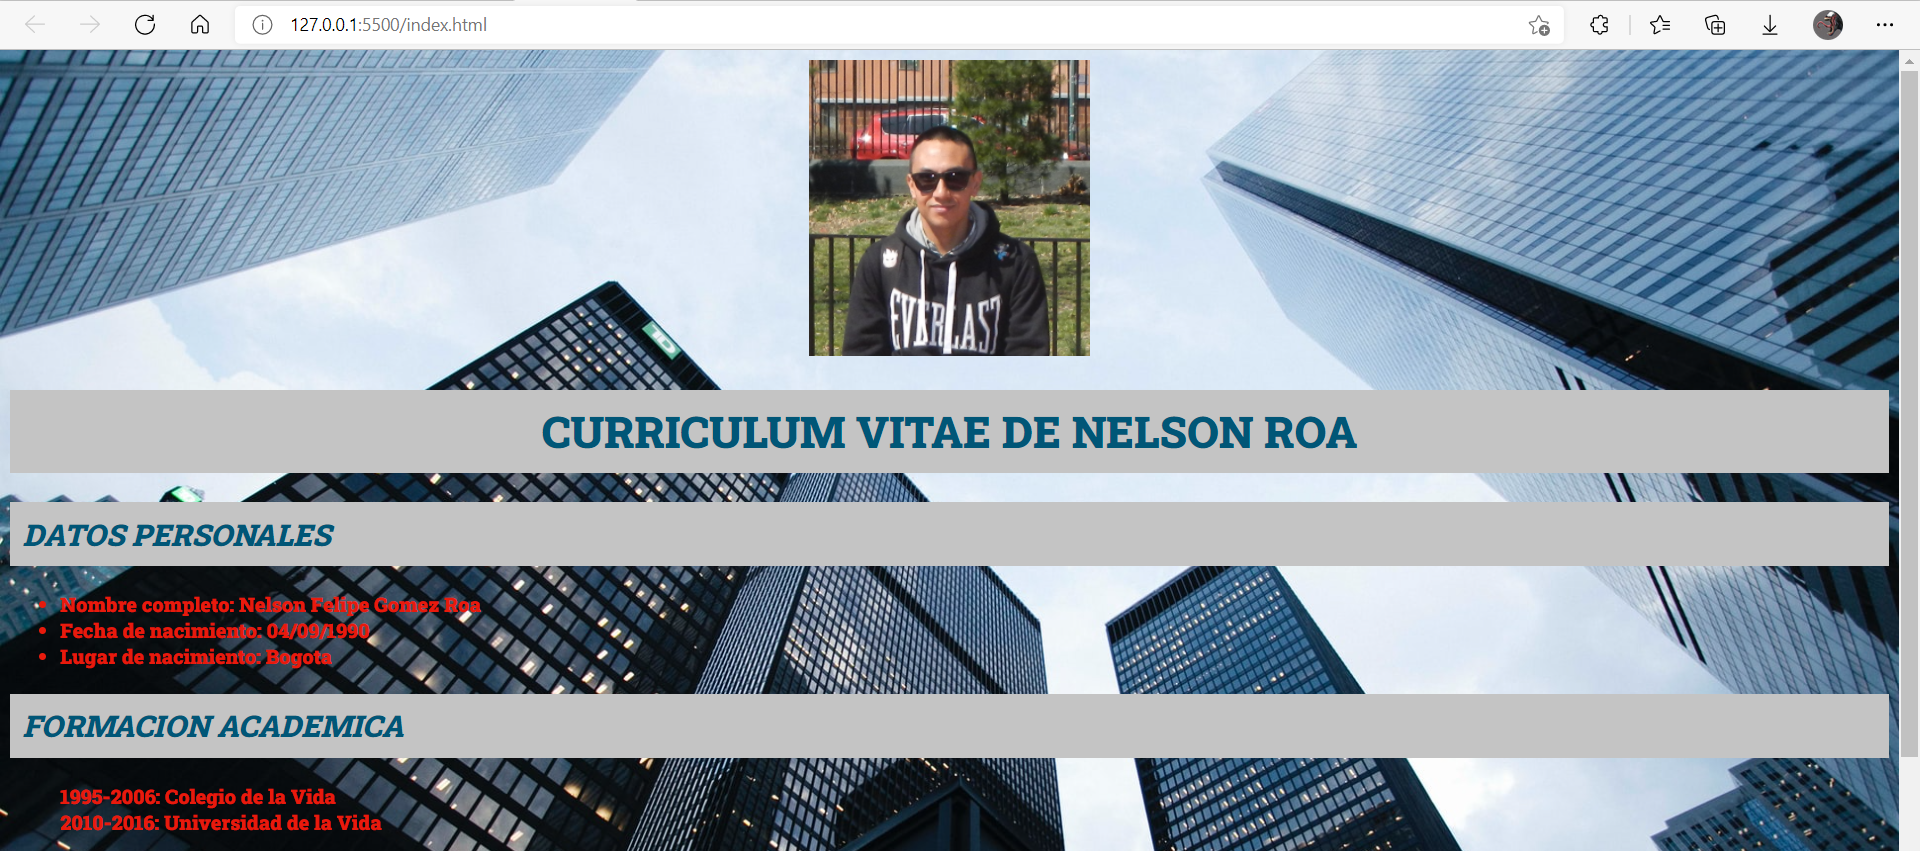 127.0.0.1:5500/index.html
EVERLAST
TD
CURRICULUM VITAE DE NELSON ROA
DATOS PERSONALES
Nombre completo: Nelson Felipe Gomez Roa
Fecha de nacimiento: 04/09/1990
Lugar de nacimiento: Bogota
FORMACION ACADEMICA
1995-2006: Colegio de la Vida
2010-2016: Universidad de la Vida